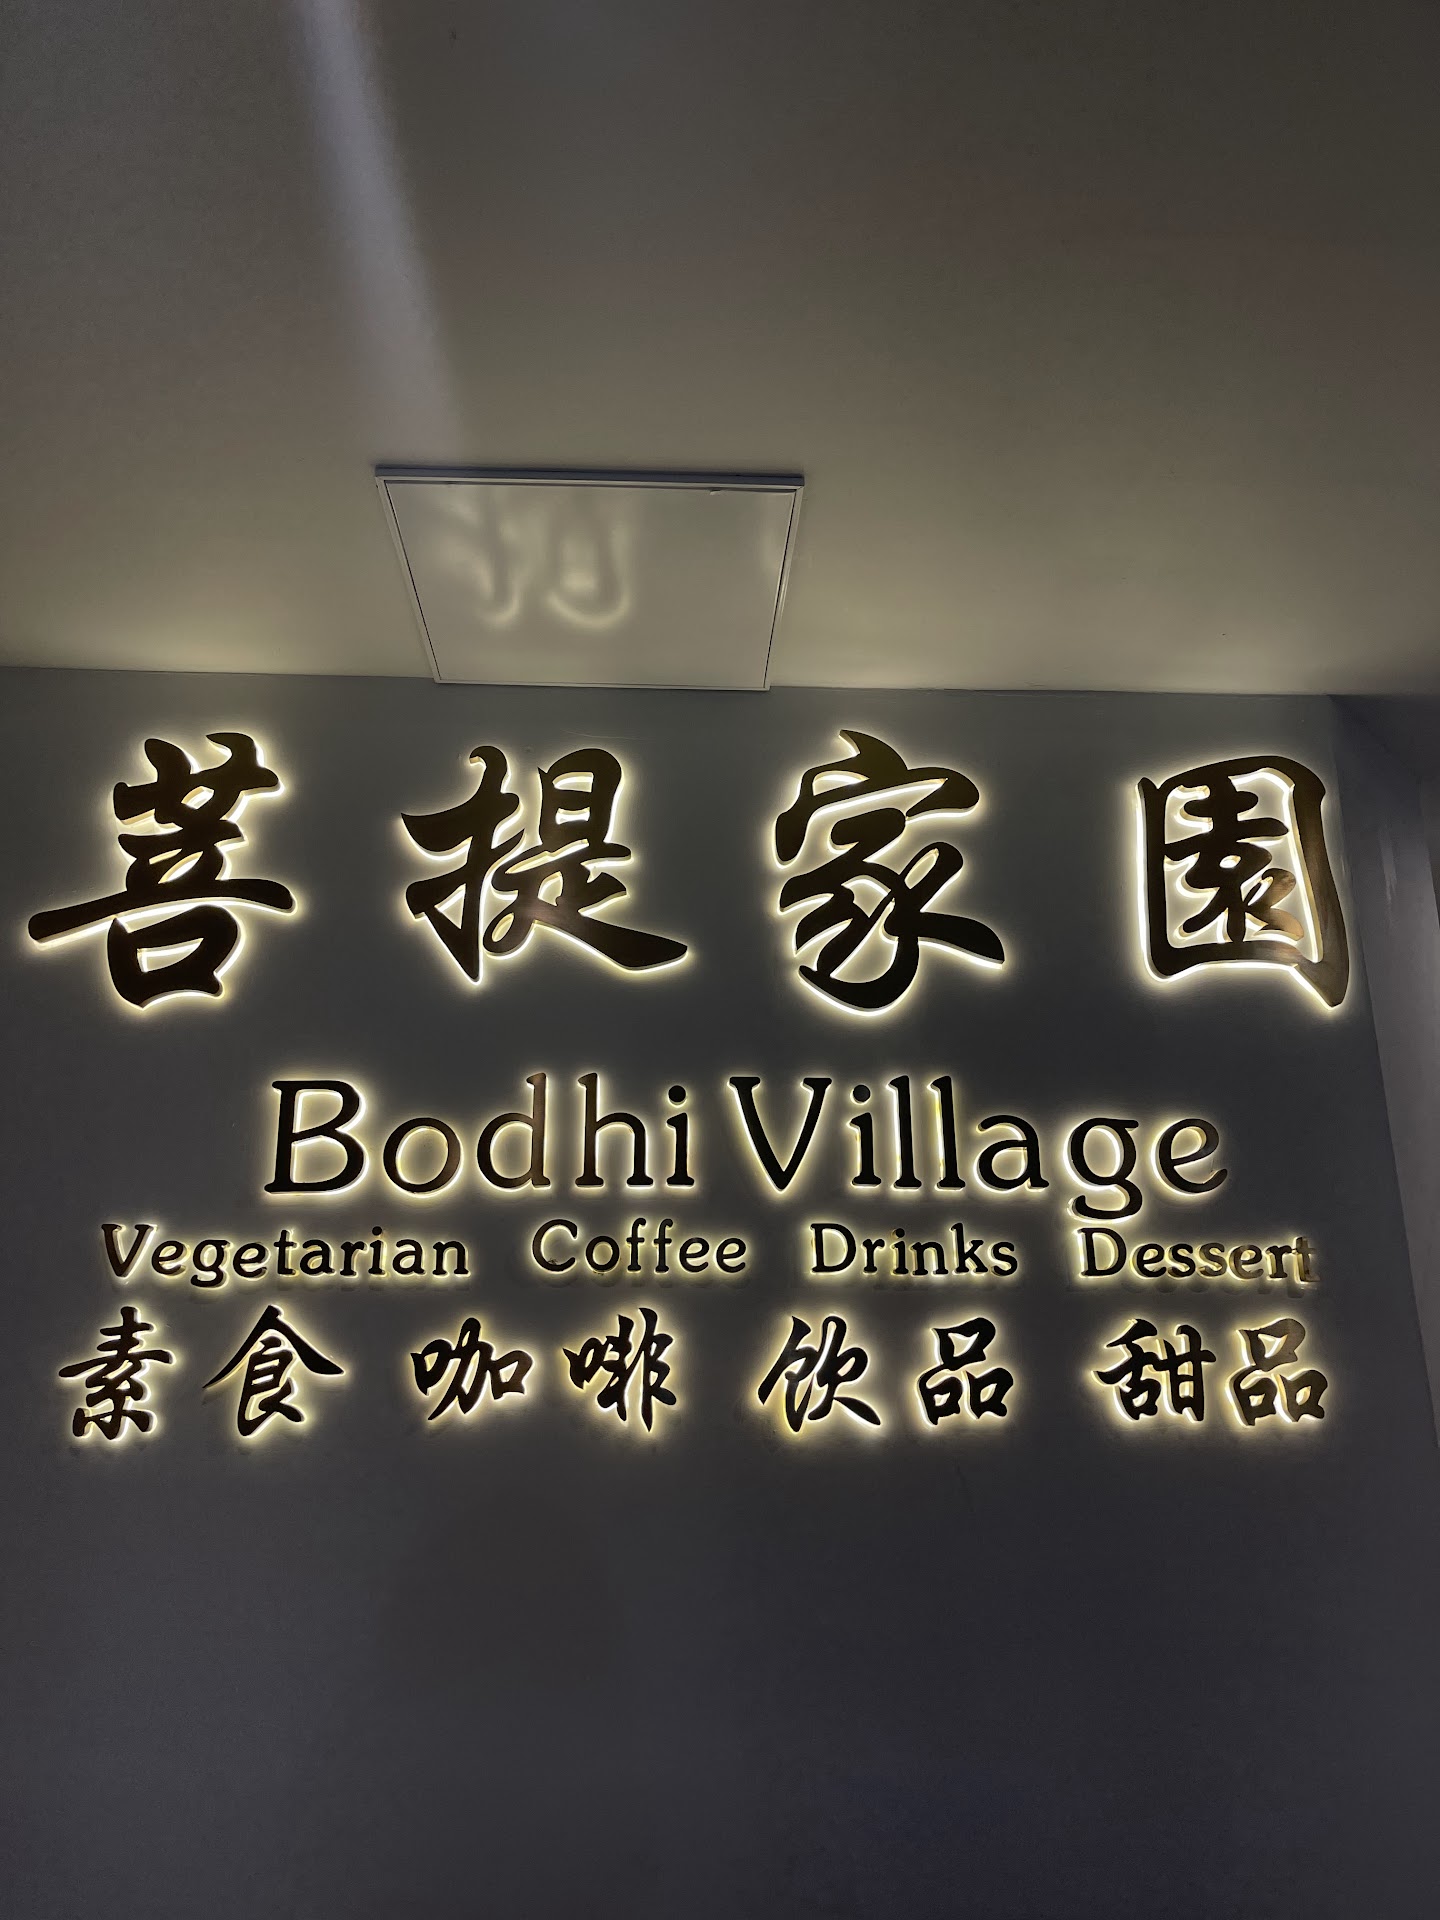 菩提家園
Bodhi Village
Vegetarian Coffee Drinks Dessert
素食 咖啡 飲品 甜品